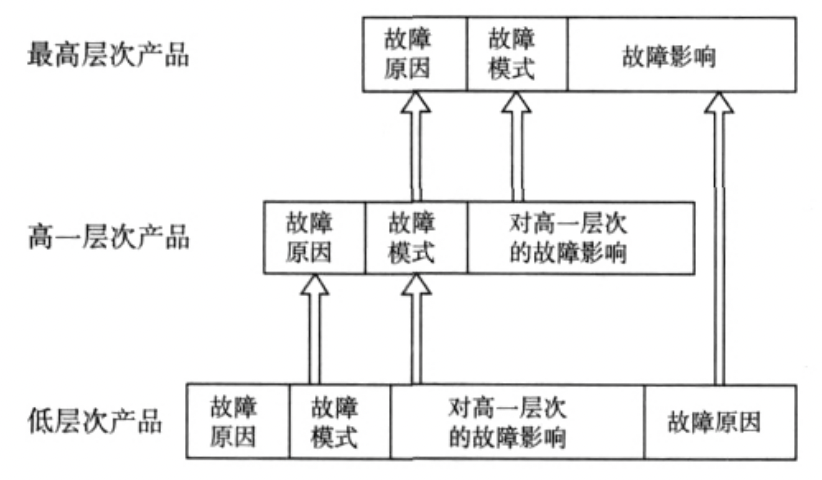 最高层次产品
故障
原因
故障
模式
故障影响
高一层次产品
故障
原因
故障
模式
对高一层次
的故障影响
低层次产品
故障
原因
故障
模式
对高一层次
的故障影响
故障原因